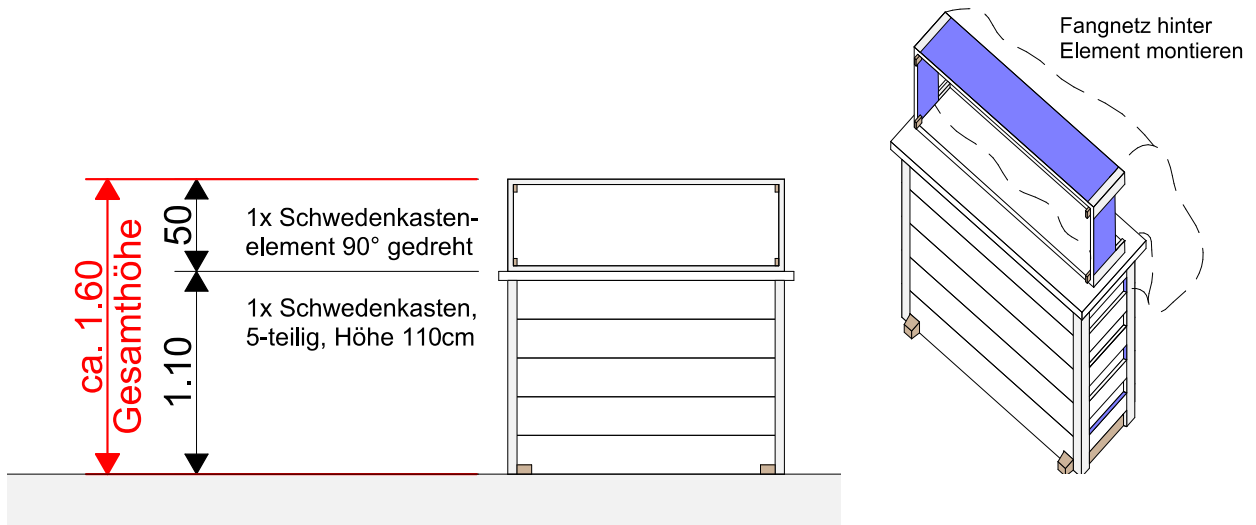 ca. 1.60
Gesamthöhe
50
1.10
1x Schwedenkasten-
element 90° gedreht
1x Schwedenkasten,
5-teilig, Höhe 110cm
Fangnetz hinter
Element montieren